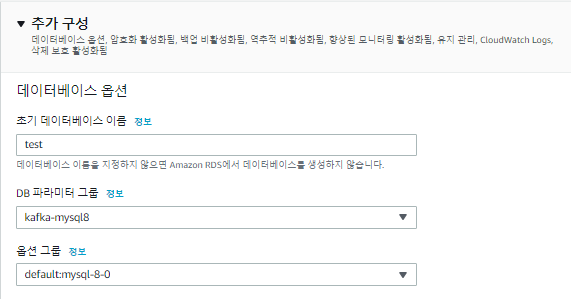 추가 구성
데이터베이스 옵션, 암호화 활성화됨, 백업 비활성화됨, 역추적 비활성화됨, 향상된 모니터링 활성화됨, 유지 관리, CloudWatch Logs,
삭제 보호 활성화됨
데이터베이스 옵션
초기 데이터베이스 이름 정보
test
데이터베이스 이름을 지정하지 않으면 Amazon RDS에서 데이터베이스를 생성하지 않습니다.
DB 파라미터 그룹 정보
kafka-mysql8
옵션 그룹 정보
default:mysql-8-0